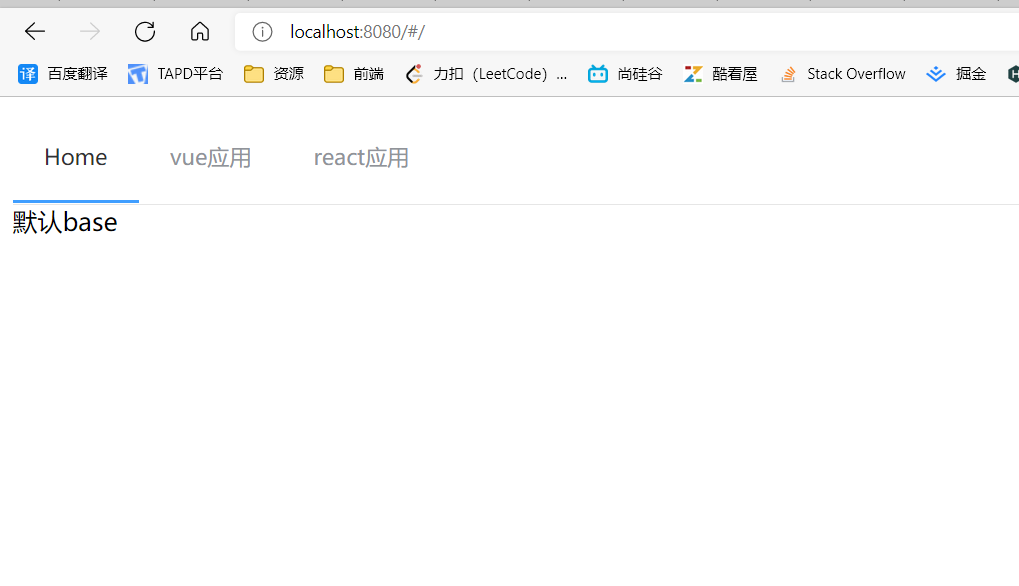 localhost:8080/#/
译 百度翻译 TAPD平台 资源 前端 力扣（LeetCode）... 尚硅谷 酷看屋 Stack Overflow 掘金
Home vue应用 react应用
默认base